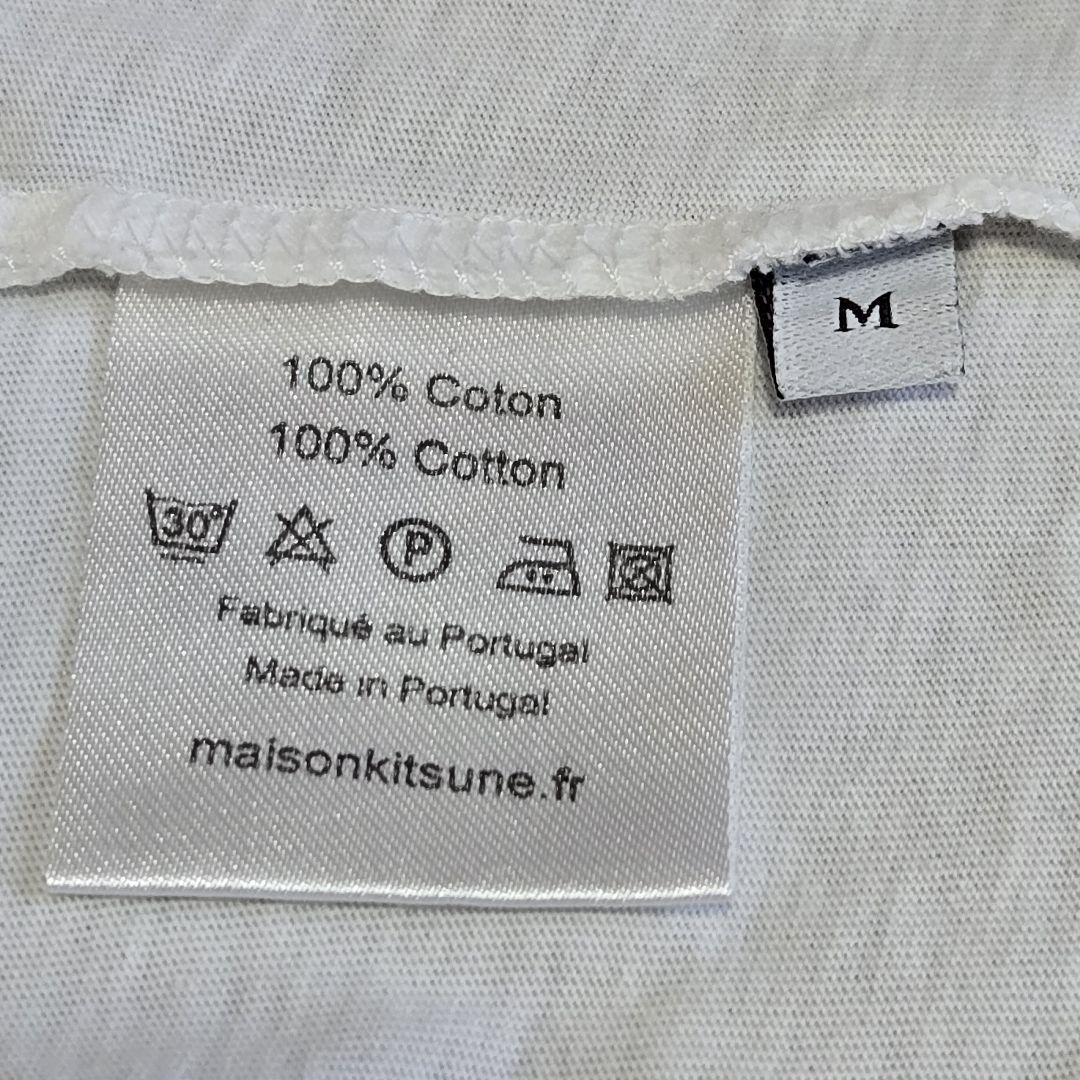 M
100% Coton
100% Cotton
30°
P
Fabriqué au Portugal
Made in Portugal
maisonkitsune.fr